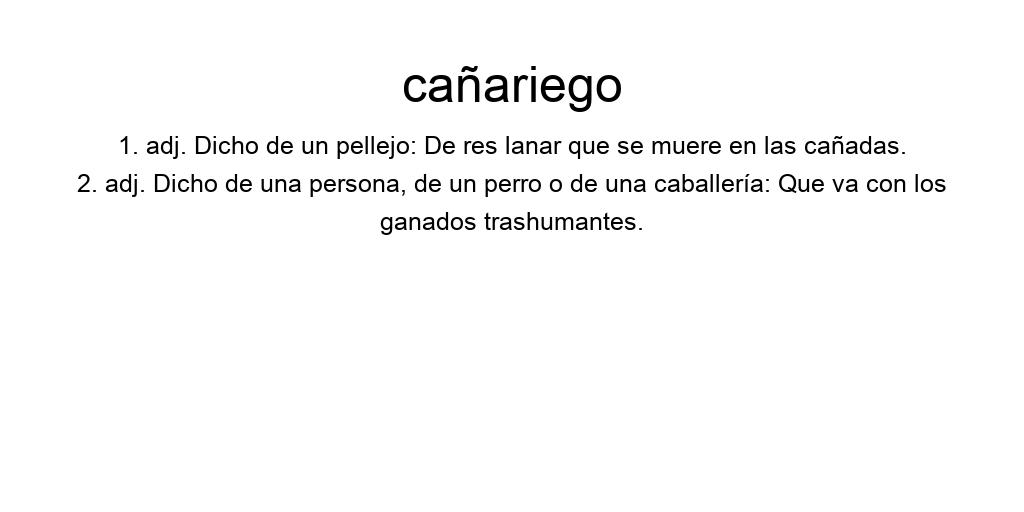 cañariego
1. adj. Dicho de un pellejo: De res lanar que se muere en las cañadas.
2. adj. Dicho de una persona, de un perro o de una caballería: Que va con los
ganados trashumantes.